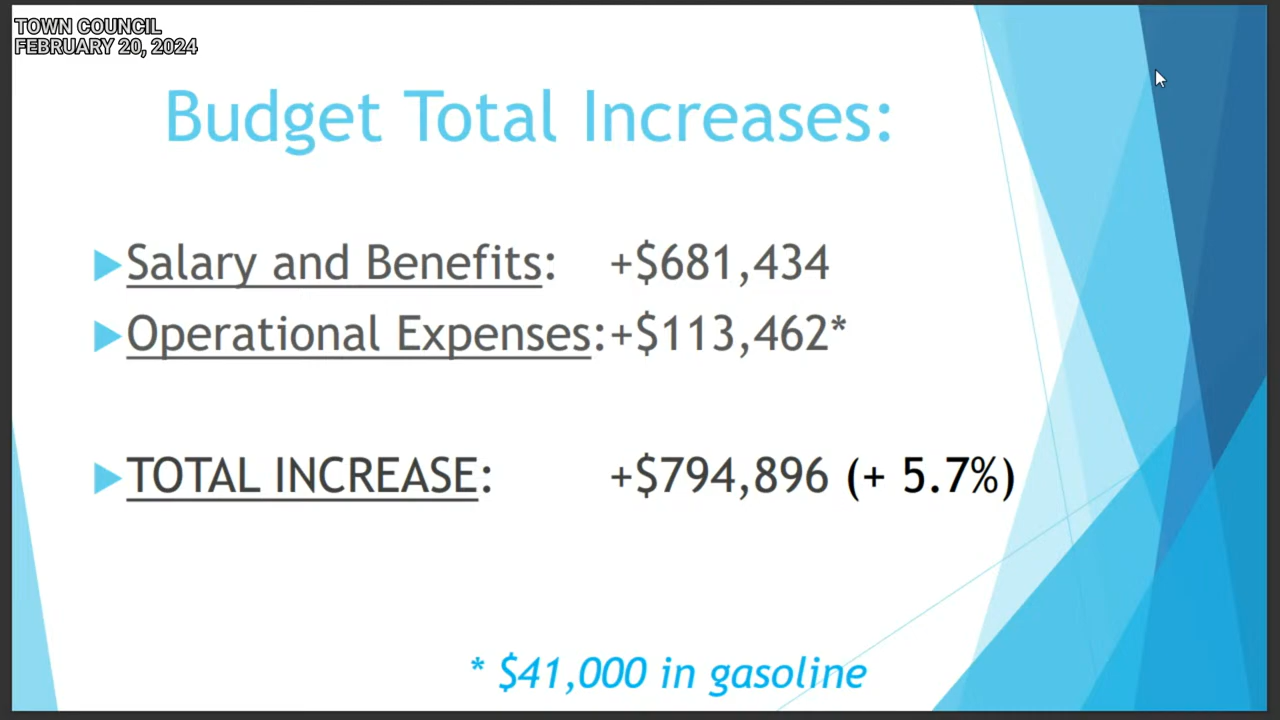 TOWN COUNCIL
FEBRUARY 20, 2024
Budget Total Increases:
Salary and Benefits: +$681,434
Operational Expenses: +$113,462*
TOTAL INCREASE: +$794,896 (+ 5.7%)
* $41,000 in gasoline